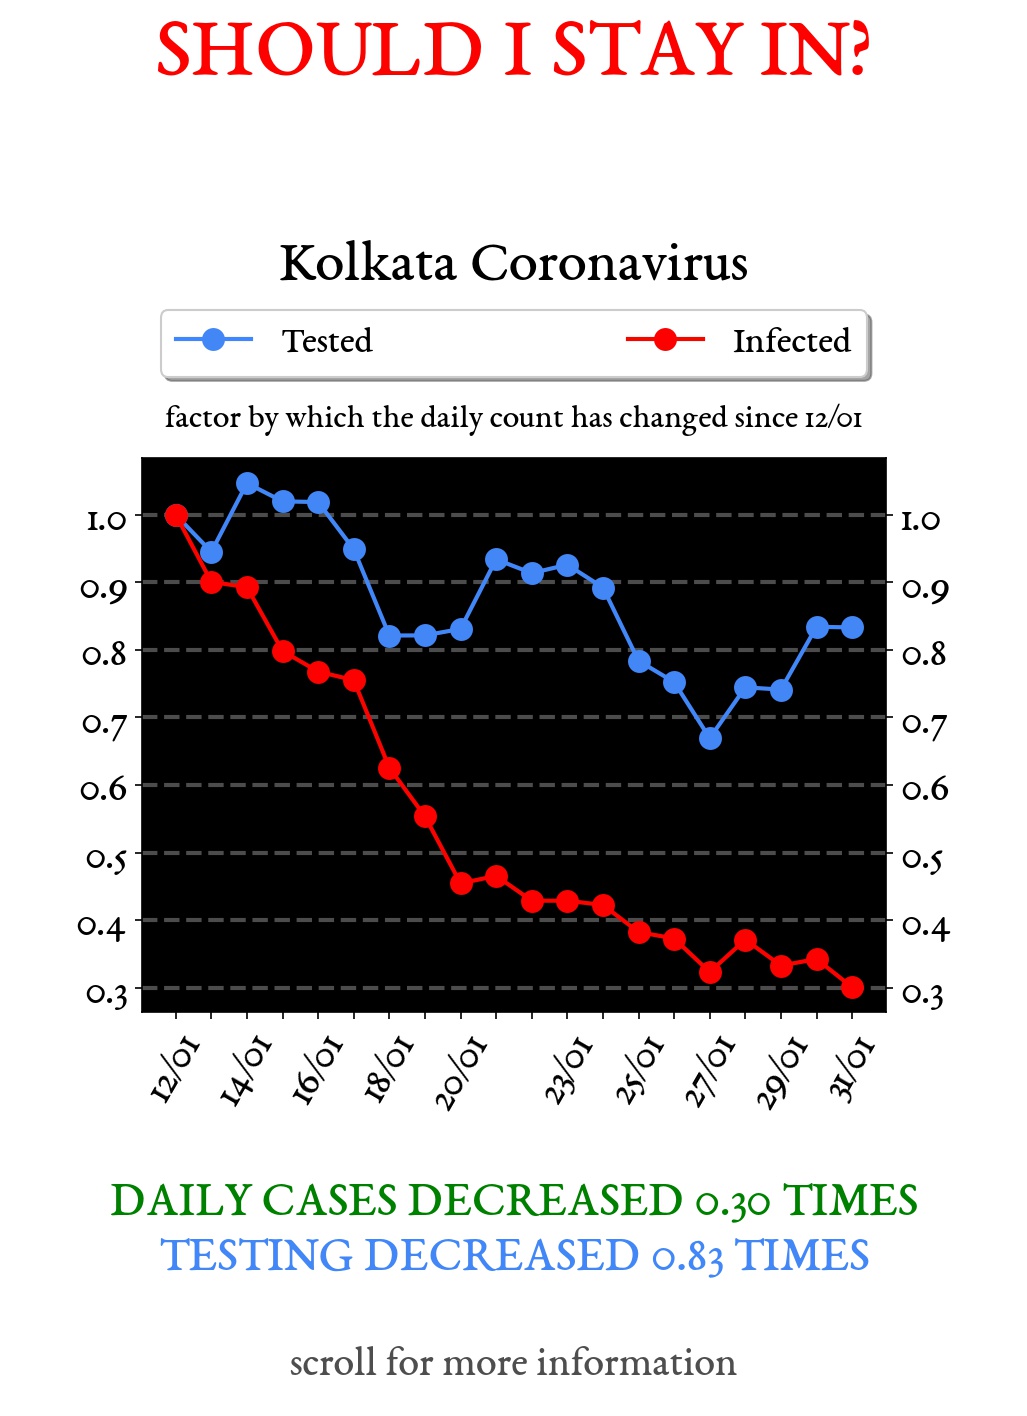 SHOULD I STAY IN?
Kolkata Coronavirus
Tested Infected
factor by which the daily count has changed since 12/01
1.0 1.0
0.9 0.9
0.8 0.8
0.7 0.7
0.6 0.6
0.5 0.5
0.4 0.4
0.3 0.3
12/01 14/01 16/01 18/01 20/01 23/01 25/01 27/01 29/01 31/01
DAILY CASES DECREASED 0.30 TIMES
TESTING DECREASED 0.83 TIMES
scroll for more information